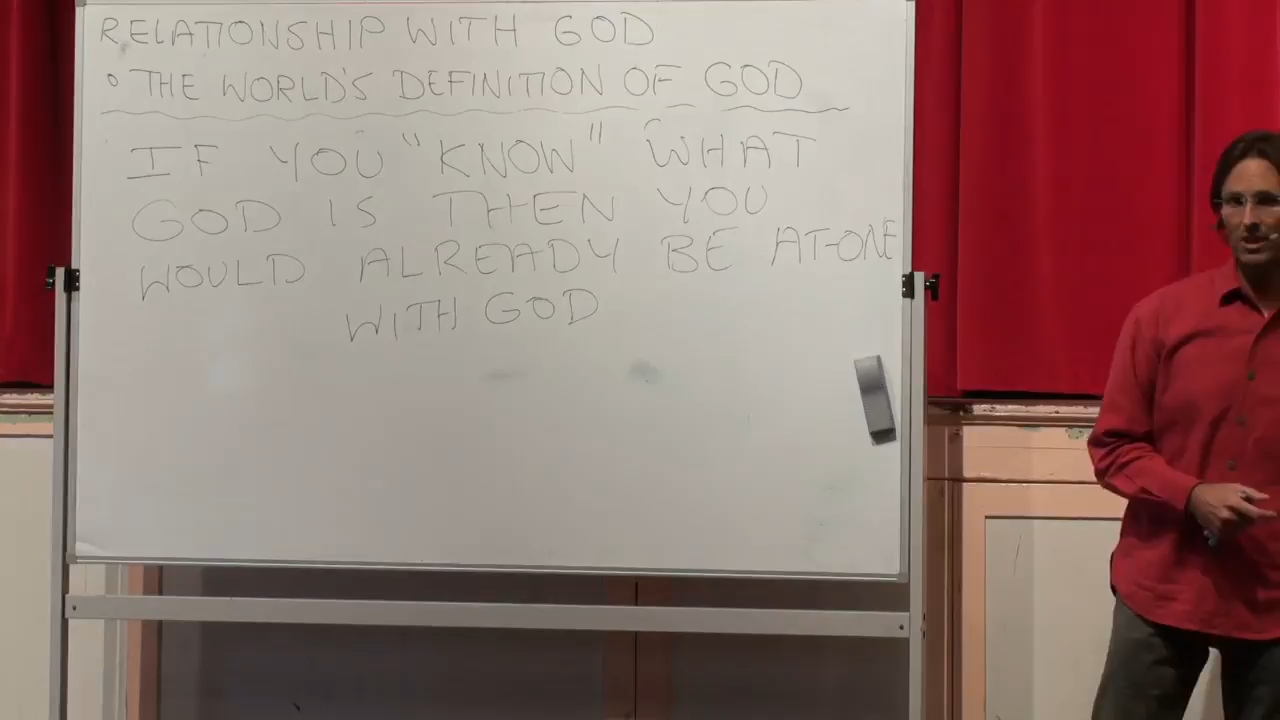 RELATIONSHIP WITH GOD
• THE WORLD'S DEFINITION OF GOD
IF YOU "KNOW" WHAT
GOD IS THEN YOU
WOULD ALREADY BE AT-ONE
WITH GOD